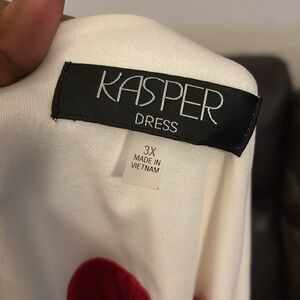 KASPER
DRESS
3X
MADE IN
VIETNAM